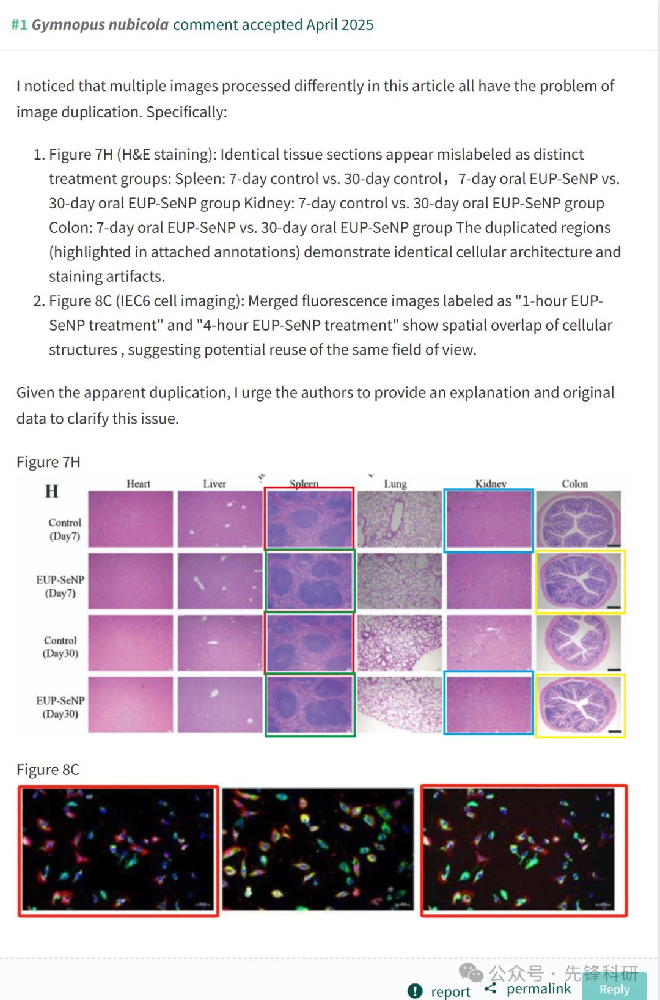 #1 Gymnopus nubicola comment accepted April 2025
I noticed that multiple images processed differently in this article all have the problem of
image duplication. Specifically:
1. Figure 7H (H&E staining): Identical tissue sections appear mislabeled as distinct
treatment groups: Spleen: 7-day control vs. 30-day control，7-day oral EUP-SeNP vs.
30-day oral EUP-SeNP group Kidney: 7-day control vs. 30-day oral EUP-SeNP group
Colon: 7-day oral EUP-SeNP vs. 30-day oral EUP-SeNP group The duplicated regions
(highlighted in attached annotations) demonstrate identical cellular architecture and
staining artifacts.
2. Figure 8C (IEC6 cell imaging): Merged fluorescence images labeled as "1-hour EUP-
SeNP treatment" and "4-hour EUP-SeNP treatment" show spatial overlap of cellular
structures , suggesting potential reuse of the same field of view.
Given the apparent duplication, I urge the authors to provide an explanation and original
data to clarify this issue.
Figure 7H
H
Heart Liver Spleen Lung Kidney Colon
Control
(Day7)
EUP-SeNP
(Day7)
Control
(Day30)
EUP-SeNP
(Day30)
Figure 8C
公众号 · 先锋科研
report permalink Reply